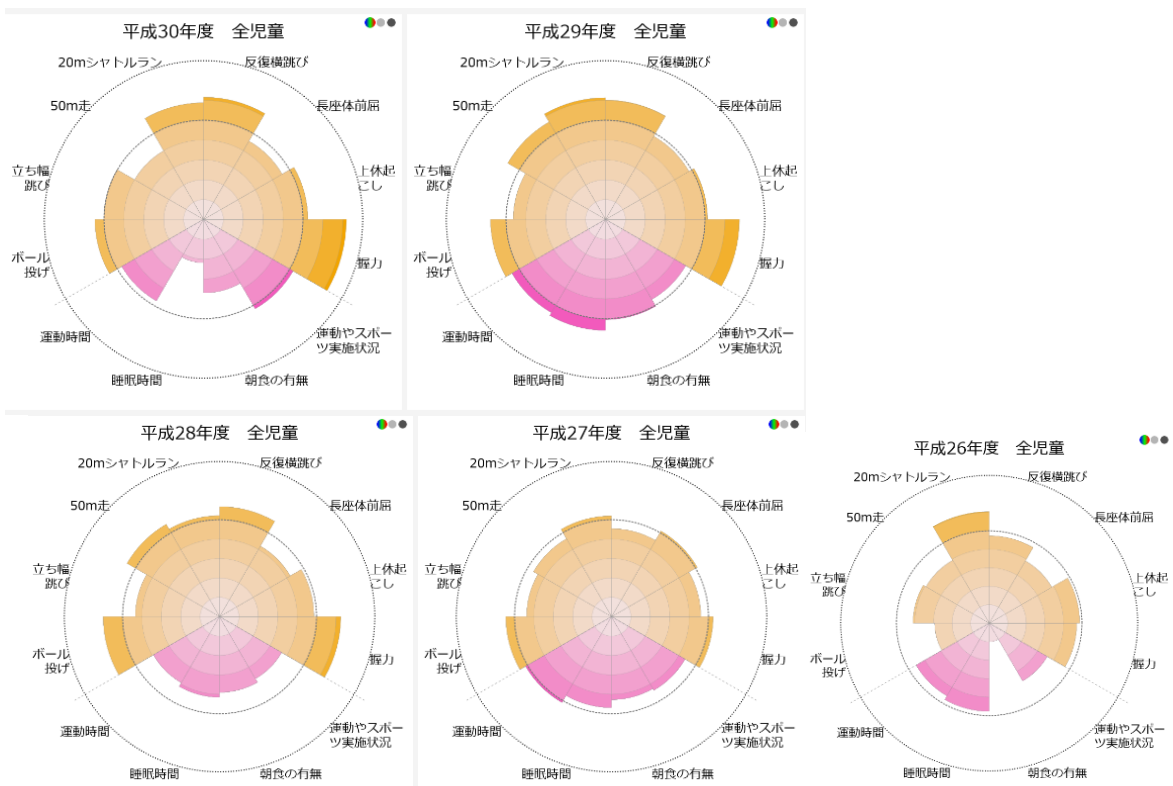 平成30年度　全児童
20mシャトルラン
反復横跳び
50m走
長座体前屈
立ち幅
跳び
上休起
こし
ボール
投げ
握力
運動時間
運動やスポー
ツ実施状況
睡眠時間
朝食の有無
平成29年度　全児童
20mシャトルラン
反復横跳び
50m走
長座体前屈
立ち幅
跳び
上休起
こし
ボール
投げ
握力
運動時間
運動やスポー
ツ実施状況
睡眠時間
朝食の有無
平成28年度　全児童
20mシャトルラン
反復横跳び
50m走
長座体前屈
立ち幅
跳び
上休起
こし
ボール
投げ
握力
運動時間
運動やスポー
ツ実施状況
睡眠時間
朝食の有無
平成27年度　全児童
20mシャトルラン
反復横跳び
50m走
長座体前屈
立ち幅
跳び
上休起
こし
ボール
投げ
握力
運動時間
運動やスポー
ツ実施状況
睡眠時間
朝食の有無
平成26年度　全児童
20mシャトルラン
反復横跳び
50m走
長座体前屈
立ち幅
跳び
上休起
こし
ボール
投げ
握力
運動時間
運動やスポー
ツ実施状況
睡眠時間
朝食の有無